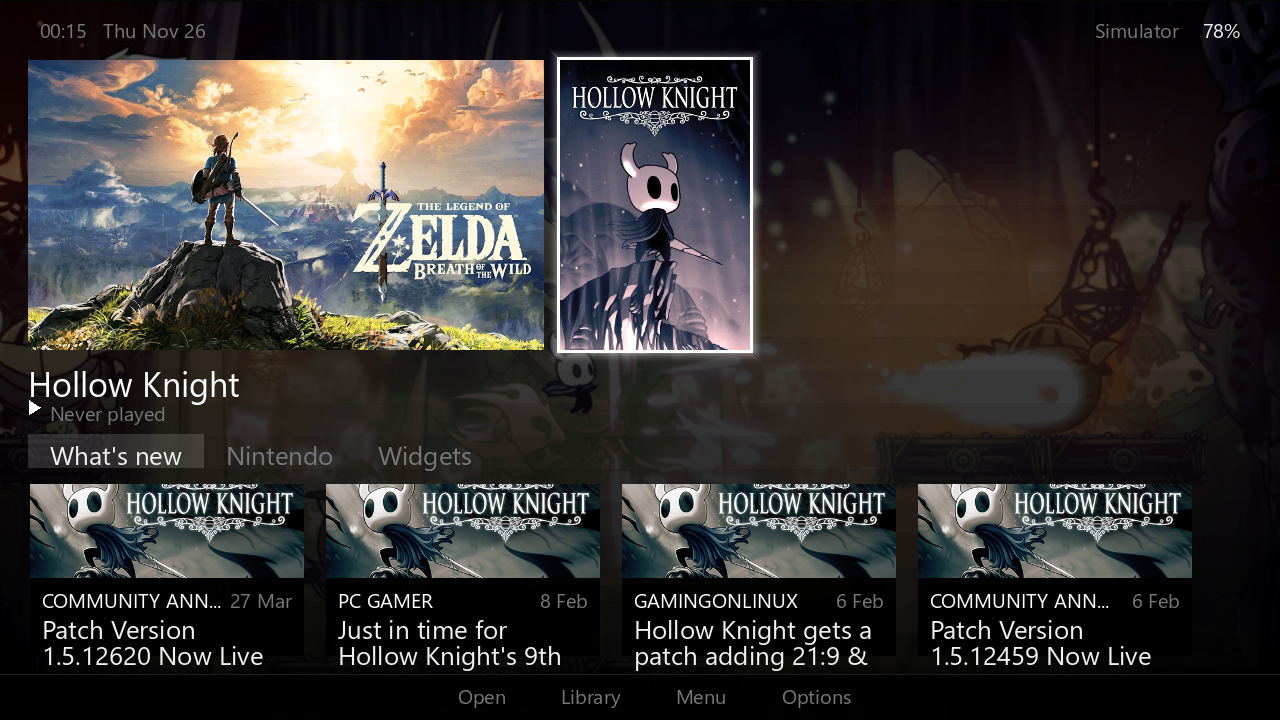 00:15 Thu Nov 26
Simulator 78%
THE LEGEND OF
ZELDA
BREATH OF THE WILD
HOLLOW KNIGHT
Hollow Knight
Never played
What's new Nintendo Widgets
HOLLOW KNIGHT HOLLOW KNIGHT HOLLOW KNIGHT HOLLOW KNIGHT
COMMUNITY ANN... 27 Mar
Patch Version
1.5.12620 Now Live
PC GAMER 8 Feb
Just in time for
Hollow Knight's 9th
GAMINGONLINUX 6 Feb
Hollow Knight gets a
patch adding 21:9 &
COMMUNITY ANN... 6 Feb
Patch Version
1.5.12459 Now Live
Open Library Menu Options